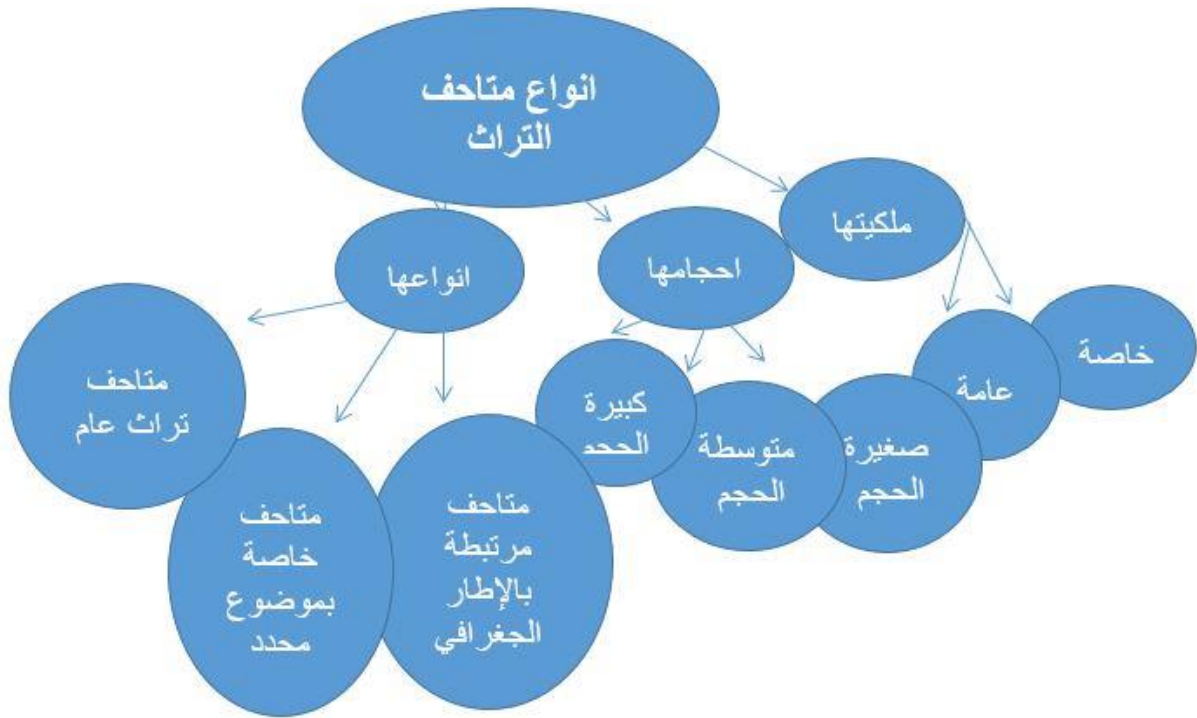 انواع متاحف
التراث
ملكيتها
احجامها
انواعها
خاصة
عامة
صغيرة
الحجم
متوسطة
الحجم
كبيرة
الحجم
متاحف
مرتبطة
بالإطار
الجغرافي
متاحف
خاصة
بموضوع
محدد
متاحف
تراث عام